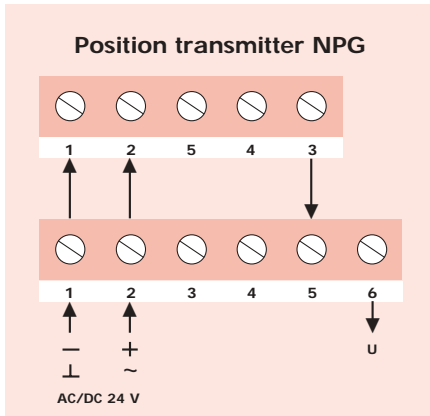 Position transmitter NPG
1 2 5 4 3
1 2 3 4 5 6
− +
⊥ ~
U
AC/DC 24 V